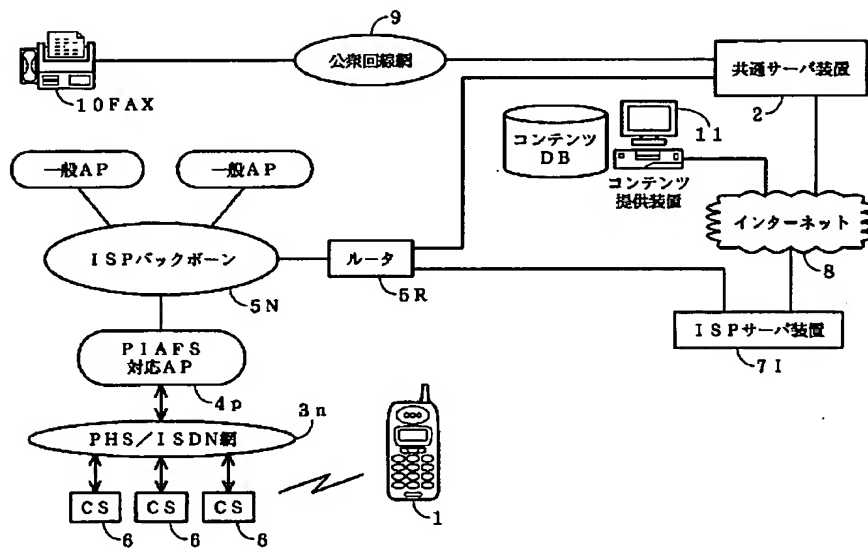 9
公衆回線網
共通サーバ装置
2
10FAX
11
コンテンツ
DB
コンテンツ
提供装置
一般AP
一般AP
インターネット
8
ISPバックボーン
5N
ルータ
5R
ISPサーバ装置
7I
PIAFS
対応AP
4p
3n
PHS/ISDN網
CS
CS
CS
6
6
6
1